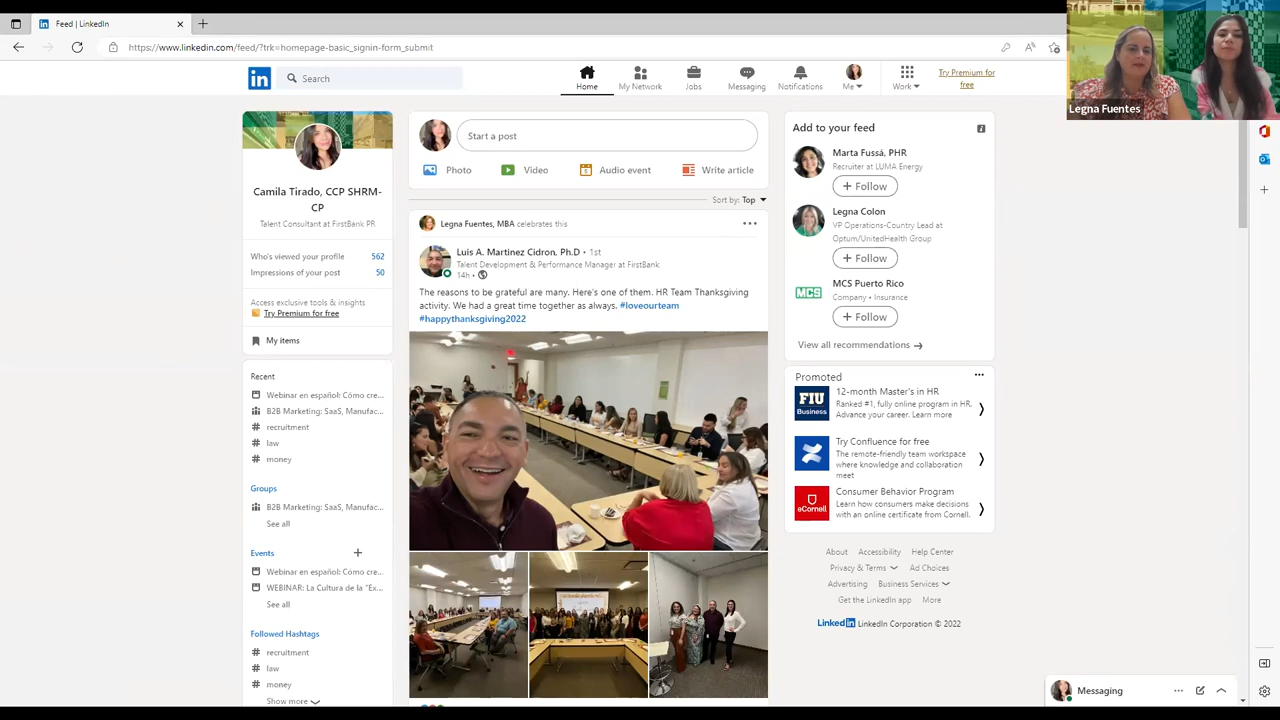 Feed | LinkedIn
https://www.linkedin.com/feed/?trk=homepage-basic_signin-form_submit
Legna Fuentes
in
Search
Home
My Network
Jobs
Messaging
Notifications
Me
Work
Try Premium for
free
Camila Tirado, CCP SHRM-
CP
Talent Consultant at FirstBank PR
Who's viewed your profile 562
Impressions of your post 50
Access exclusive tools & insights
Try Premium for free
My items
Recent
Webinar en español: Cómo cre...
B2B Marketing: SaaS, Manufac...
# recruitment
# law
# money
Groups
B2B Marketing: SaaS, Manufac...
See all
Events +
Webinar en español: Cómo cre...
WEBINAR: La Cultura de la "Ex...
See all
Followed Hashtags
# recruitment
# law
# money
Show more
Start a post
Photo
Video
Audio event
Write article
Sort by: Top
Legna Fuentes, MBA celebrates this
Luis A. Martinez Cidron, Ph.D • 1st
Talent Development & Performance Manager at FirstBank
14h •
The reasons to be grateful are many. Here's one of them. HR Team Thanksgiving
activity. We had a great time together as always. #loveourteam
#happythanksgiving2022
Add to your feed
Marta Fussá, PHR
Recruiter at LUMA Energy
+ Follow
Legna Colon
VP Operations-Country Lead at
Optum/UnitedHealth Group
+ Follow
MCS
MCS Puerto Rico
Company • Insurance
+ Follow
View all recommendations →
Promoted
FIU
Business
12-month Master's in HR
Ranked #1, fully online program in HR.
Advance your career. Learn more
Try Confluence for free
The remote-friendly team workspace
where knowledge and collaboration
meet
eCornell
Consumer Behavior Program
Learn how consumers make decisions
with an online certificate from Cornell.
About Accessibility Help Center
Privacy & Terms Ad Choices
Advertising Business Services
Get the LinkedIn app More
LinkedIn LinkedIn Corporation © 2022
Messaging